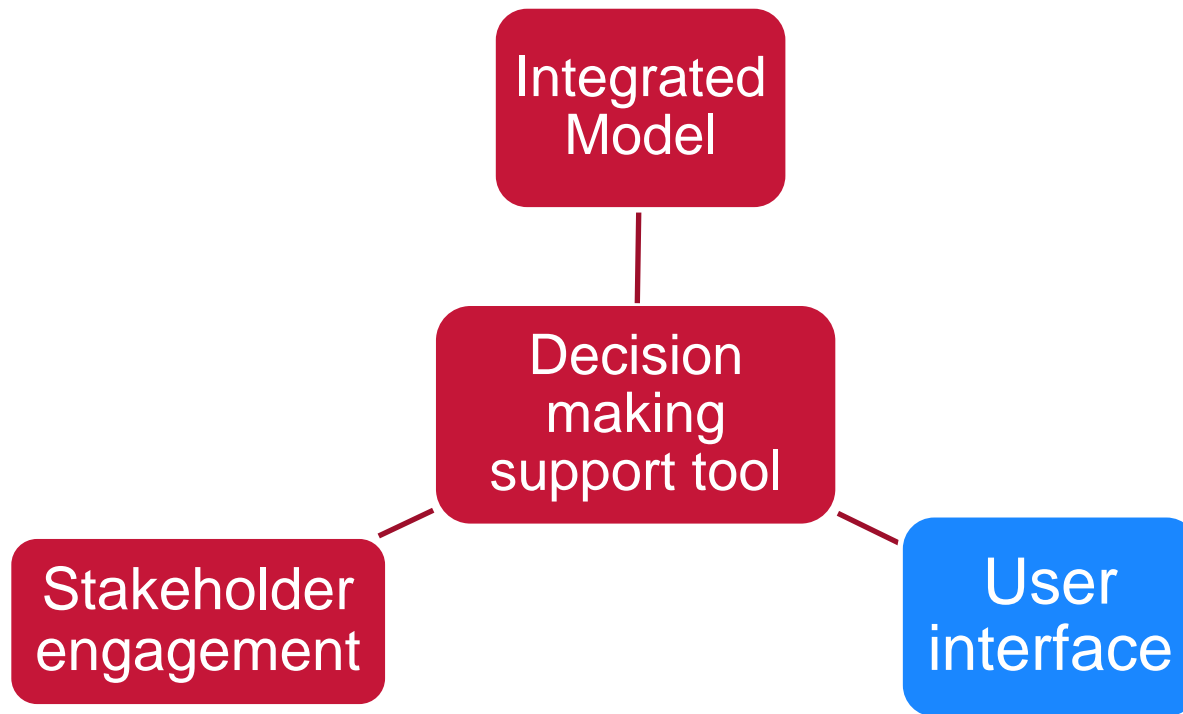 Integrated
Model
Decision
making
support tool
Stakeholder
engagement
User
interface